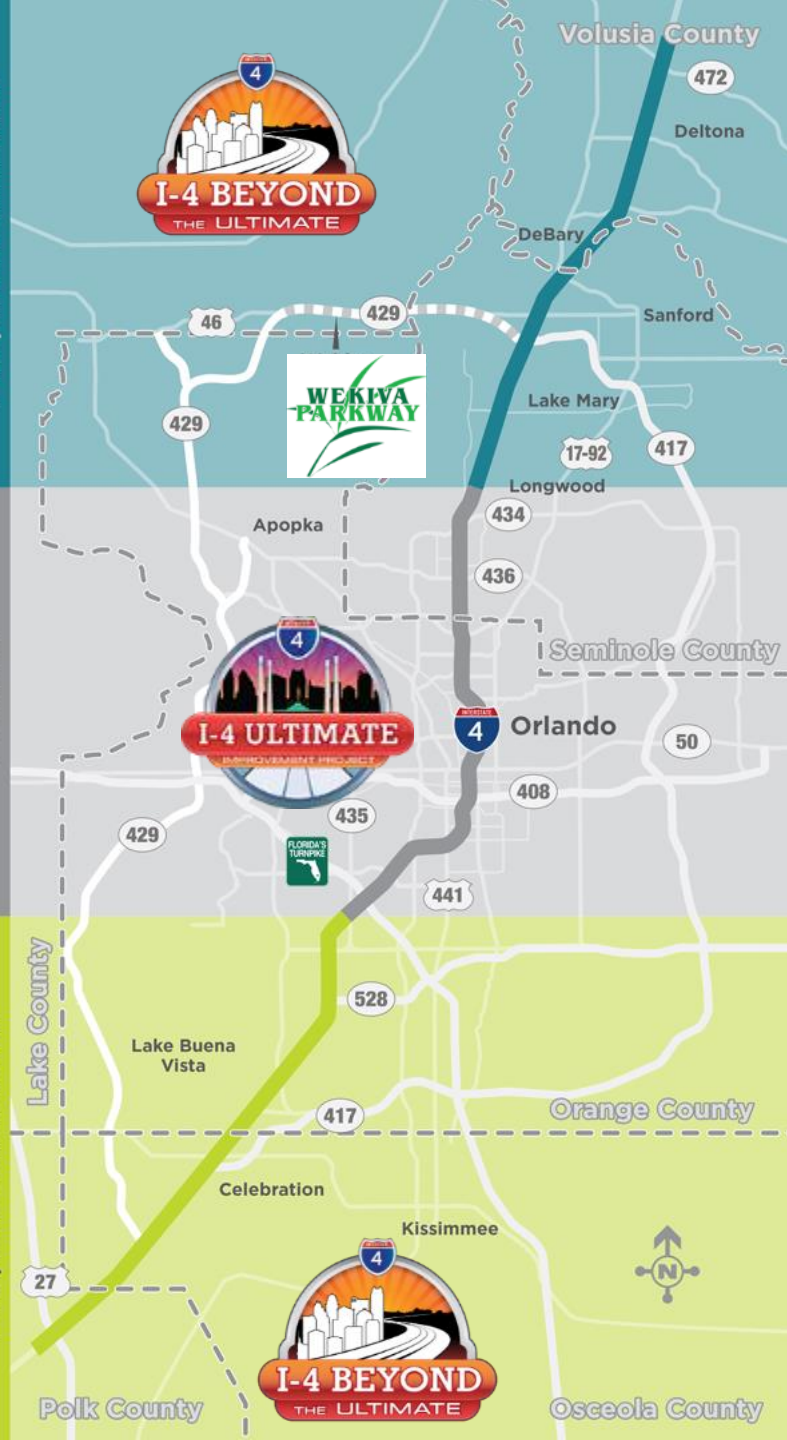 Volusia County
4
472
I-4 BEYOND
THE ULTIMATE
Deltona
DeBary
46
429
Sanford
WEKIVA
PARKWAY
Lake Mary
429
17-92
417
Longwood
434
Apopka
436
4
Seminole County
I-4 ULTIMATE
IMPROVEMENT PROJECT
INTERSTATE
4
Orlando
50
408
435
429
FLORIDA'S
TURNPIKE
441
Lake County
528
Lake Buena
Vista
417
Orange County
Celebration
Kissimmee
4
N
27
I-4 BEYOND
THE ULTIMATE
Polk County
Osceola County